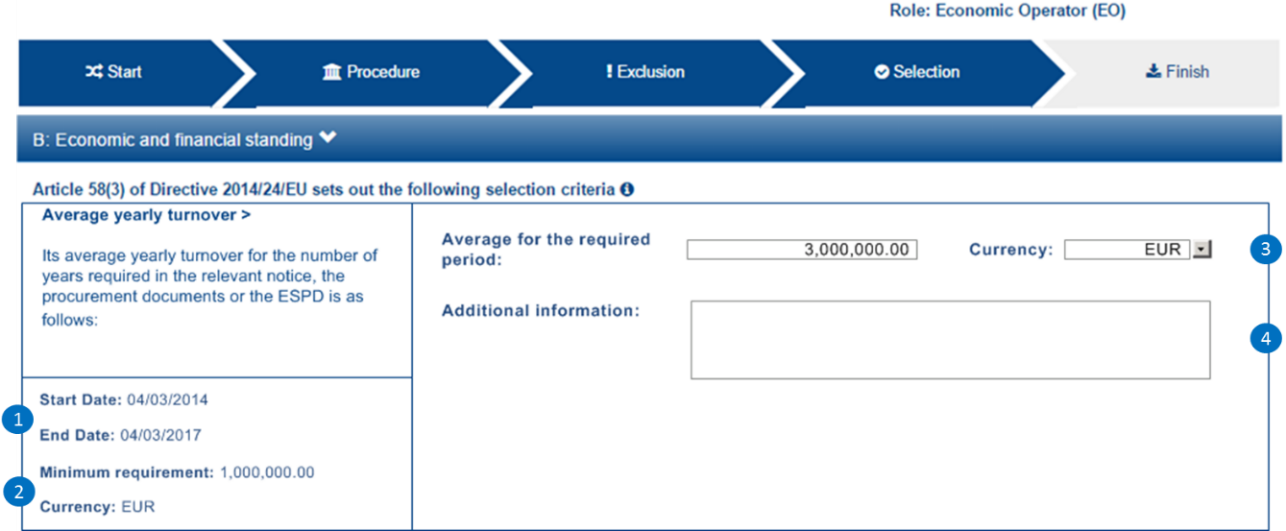 Role: Economic Operator (EO)
Start
Procedure
Exclusion
Selection
Finish
B: Economic and financial standing
Article 58(3) of Directive 2014/24/EU sets out the following selection criteria
Average yearly turnover >
Its average yearly turnover for the number of
years required in the relevant notice, the
procurement documents or the ESPD is as
follows:
Start Date: 04/03/2014
1
End Date: 04/03/2017
Minimum requirement: 1,000,000.00
2
Currency: EUR
Average for the required
period:
3,000,000.00
Currency:
EUR
3
Additional information:
4